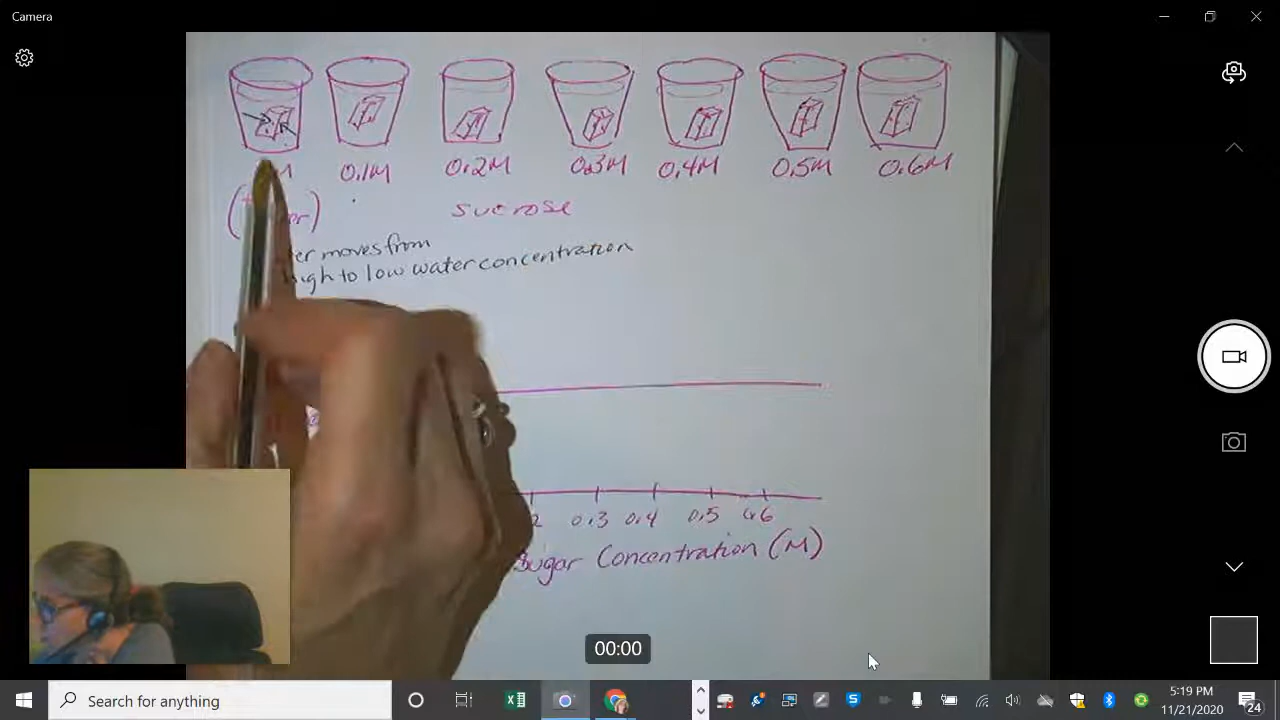 Camera
0.1M 0.2M 0.3M 0.4M 0.5M 0.6M
sucrose
moves from
to low water concentration
0.3 0.4 0.5 0.6
Sugar Concentration (M)
00:00
Search for anything
5:19 PM
11/21/2020
24